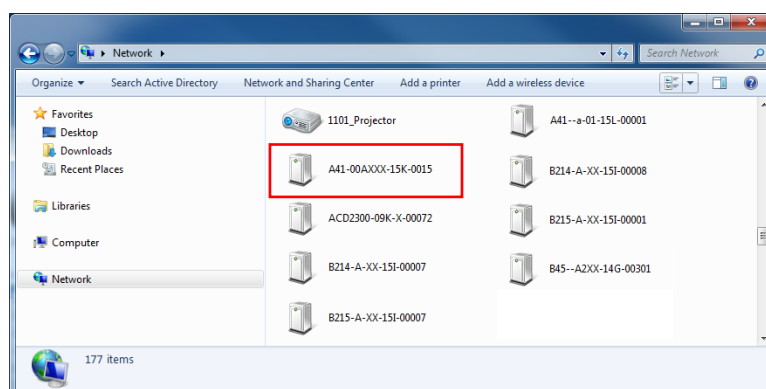 Network
Search Network
Organize Search Active Directory Network and Sharing Center Add a printer Add a wireless device
Favorites
Desktop
Downloads
Recent Places
Libraries
Computer
Network
1101_Projector
A41--a-01-15L-00001
A41-00AXXX-15K-0015
B214-A-XX-15I-00008
ACD2300-09K-X-00072
B215-A-XX-15I-00001
B214-A-XX-15I-00007
B45--A2XX-14G-00301
B215-A-XX-15I-00007
177 items